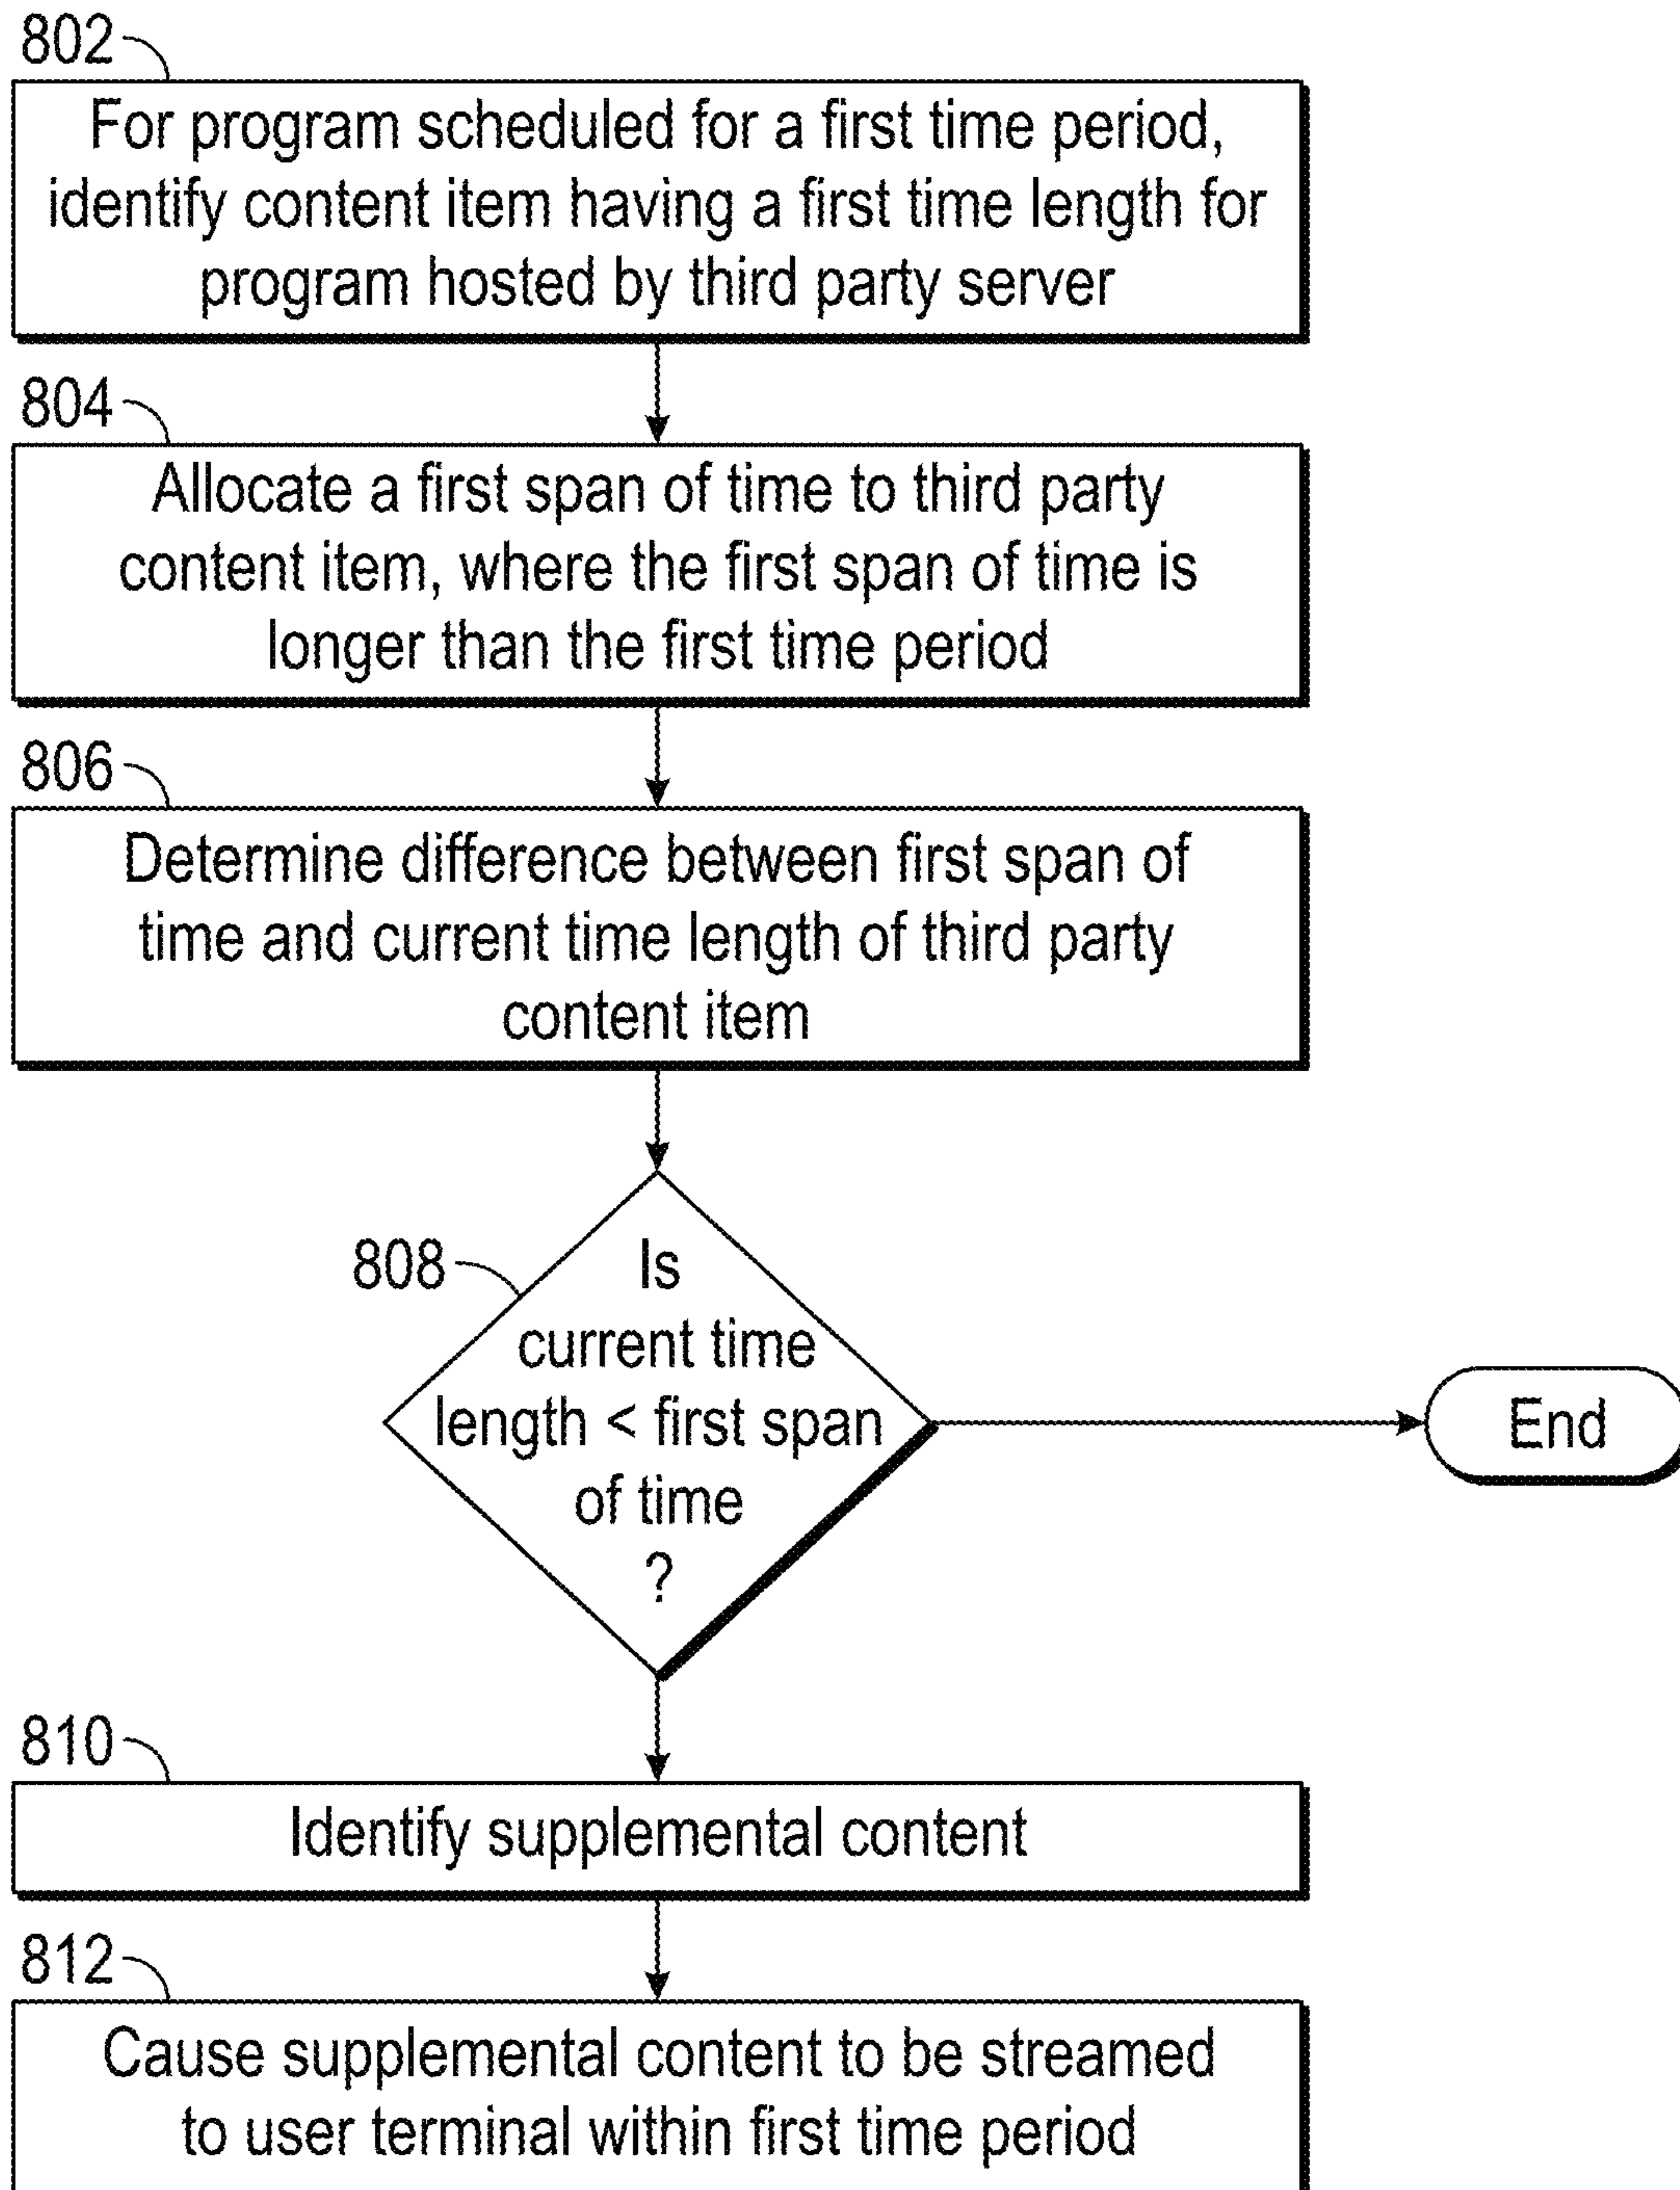 802
For program scheduled for a first time period,
identify content item having a first time length for
program hosted by third party server
804
Allocate a first span of time to third party
content item, where the first span of time is
longer than the first time period
806
Determine difference between first span of
time and current time length of third party
content item
808
Is
current time
length < first span
of time
?
End
810
Identify supplemental content
812
Cause supplemental content to be streamed
to user terminal within first time period